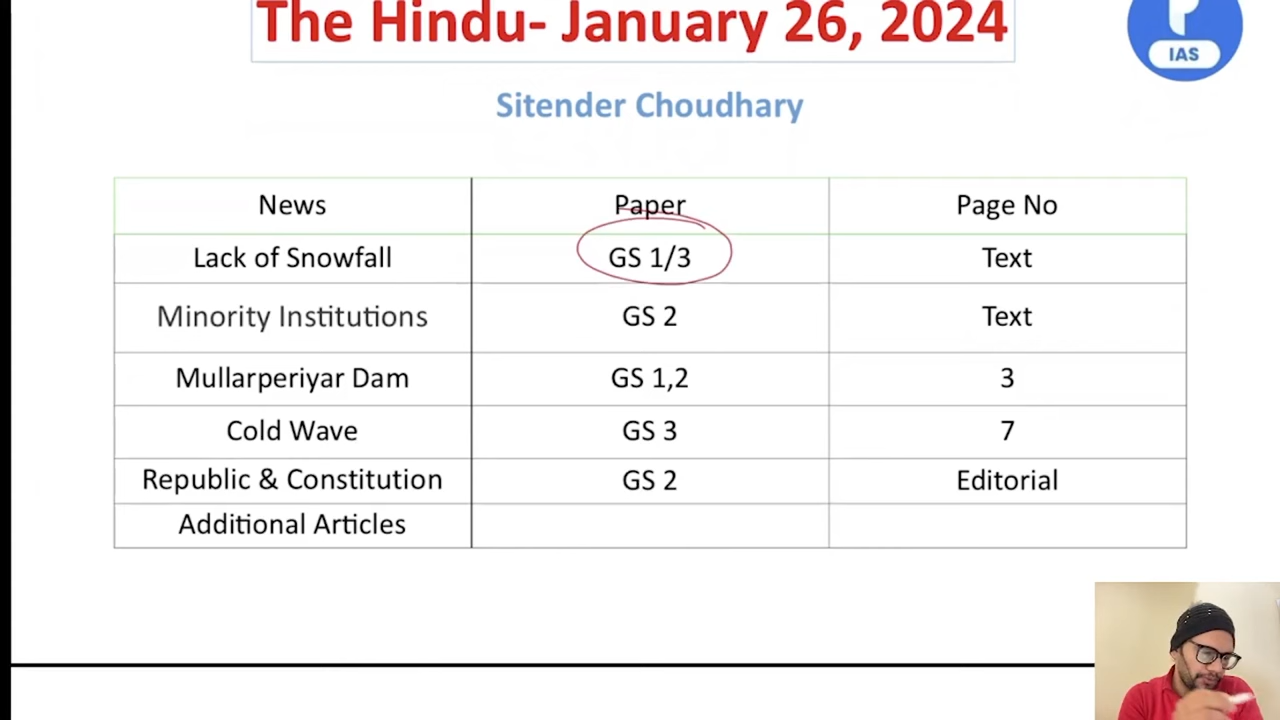 The Hindu- January 26, 2024
IAS
Sitender Choudhary
News Paper Page No
Lack of Snowfall GS 1/3 Text
Minority Institutions GS 2 Text
Mullarperiyar Dam GS 1,2 3
Cold Wave GS 3 7
Republic & Constitution GS 2 Editorial
Additional Articles